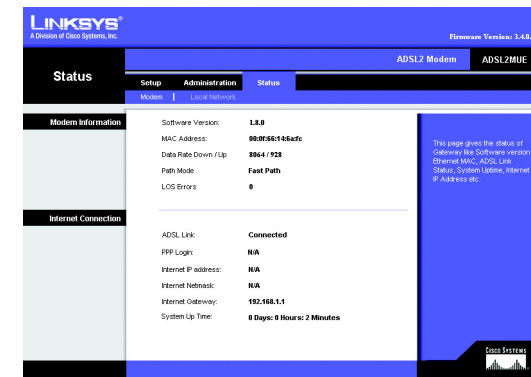 LINKSYS®
A Division of Cisco Systems, Inc.
Firmware Version: 3.4.0
ADSL2 Modem ADSL2MUE
Status
Setup Administration Status
Modem Local Network
Modem Information
Software Version: 1.8.0
MAC Address: 00:0f:66:14:6a:fc
Data Rate Down / Up 8064 / 928
Path Mode Fast Path
LOS Errors 0
This page gives the status of
Gateway like Software version
Ethernet MAC, ADSL Link
Status, System Uptime, Internet
IP Address etc.
Internet Connection
ADSL Link: Connected
PPP Login: N/A
Internet IP address: N/A
Internet Netmask: N/A
Internet Gateway: 192.168.1.1
System Up Time: 0 Days: 0 Hours: 2 Minutes
CISCO SYSTEMS